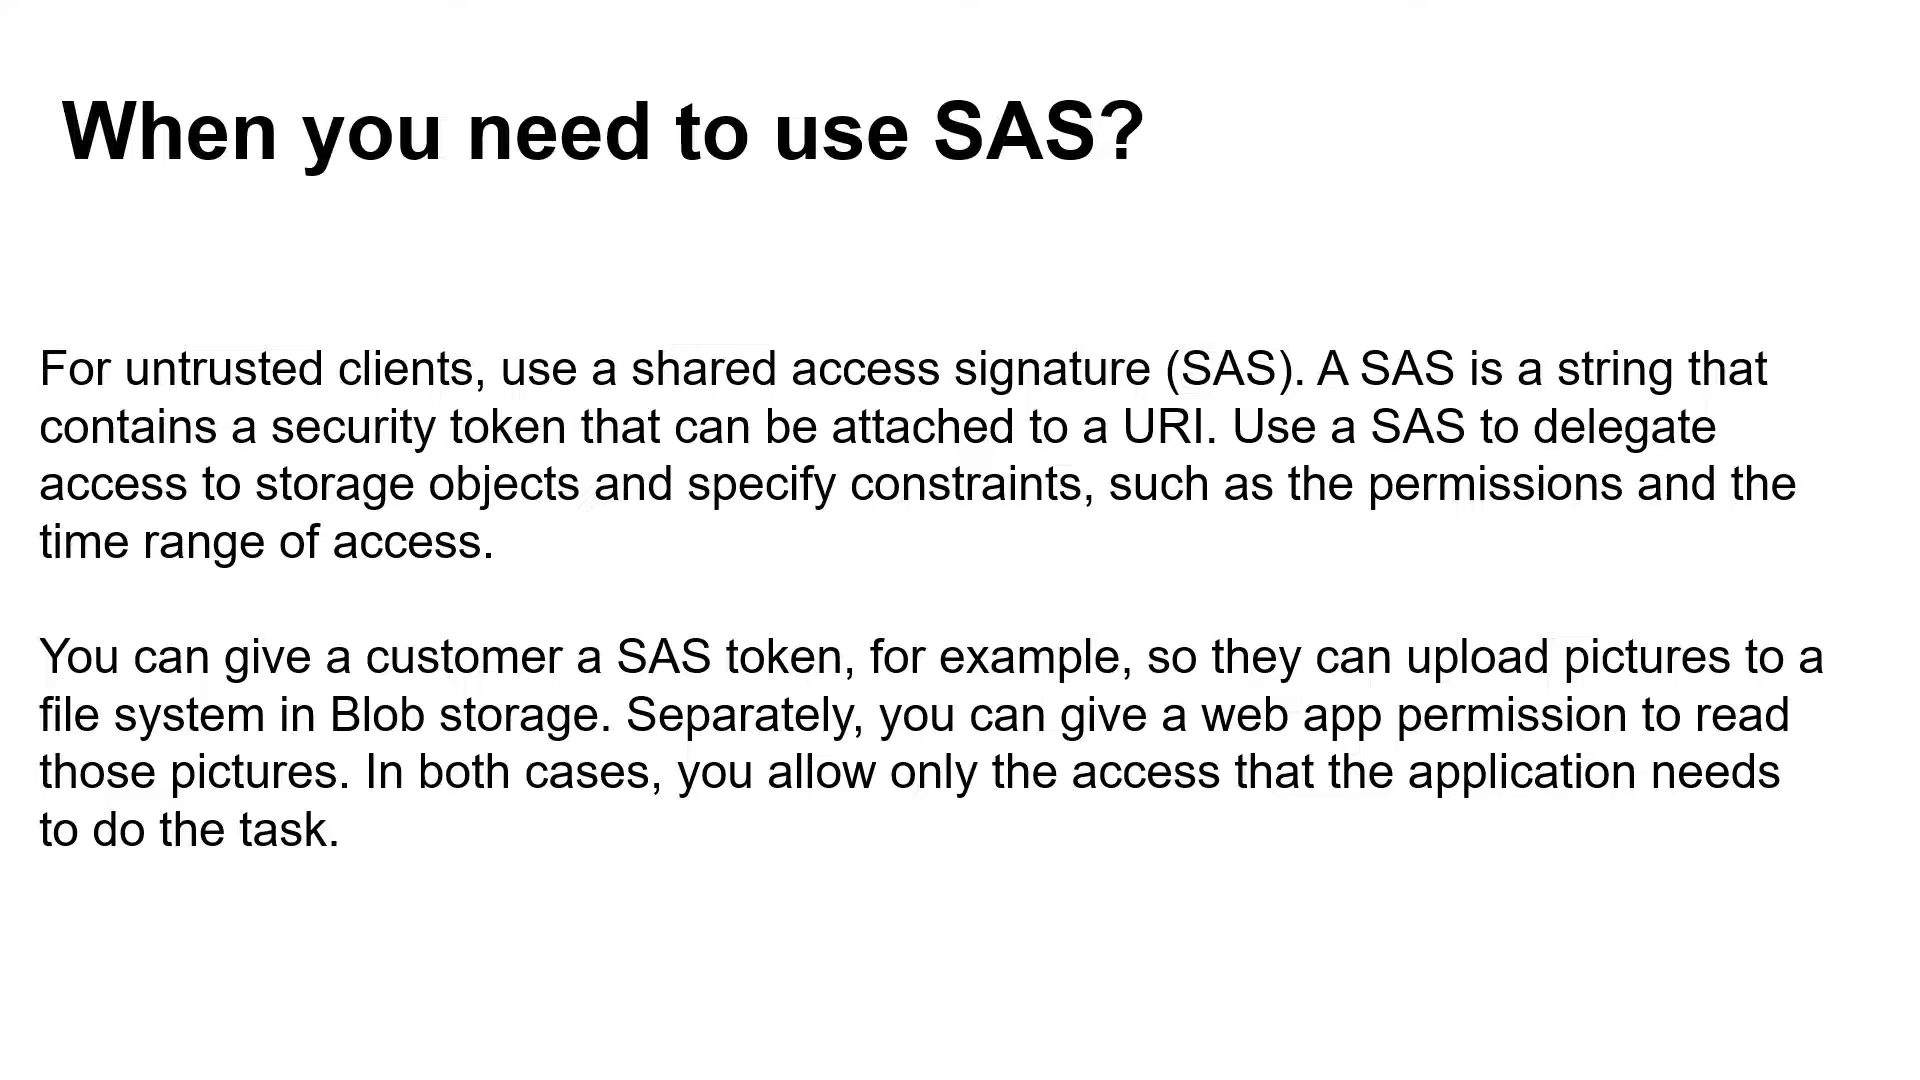 When you need to use SAS?
For untrusted clients, use a shared access signature (SAS). A SAS is a string that
contains a security token that can be attached to a URI. Use a SAS to delegate
access to storage objects and specify constraints, such as the permissions and the
time range of access.
You can give a customer a SAS token, for example, so they can upload pictures to a
file system in Blob storage. Separately, you can give a web app permission to read
those pictures. In both cases, you allow only the access that the application needs
to do the task.